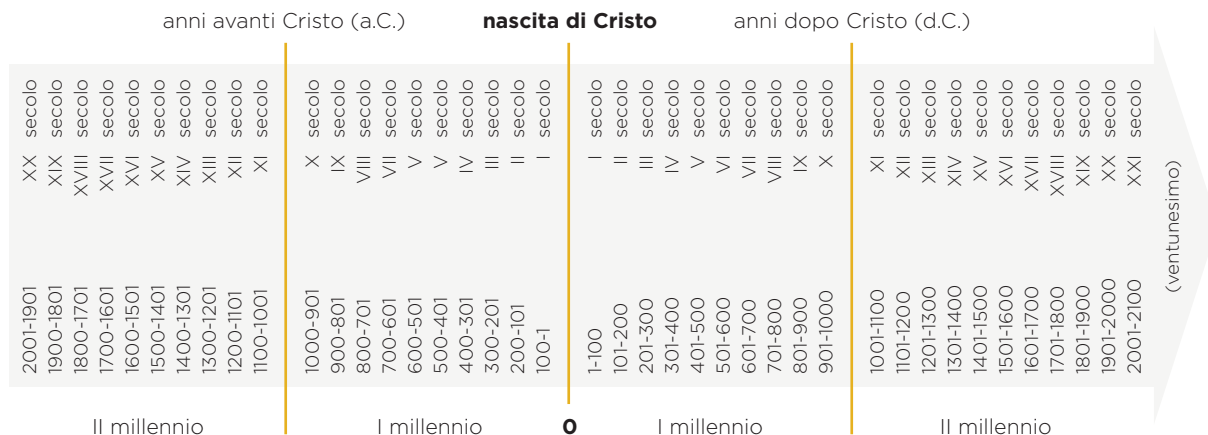 anni avanti Cristo (a.C.)
nascita di Cristo
anni dopo Cristo (d.C.)
XX secolo
XIX secolo
XVIII secolo
XVII secolo
XVI secolo
XV secolo
XIV secolo
XIII secolo
XII secolo
XI secolo
X secolo
IX secolo
VIII secolo
VII secolo
V secolo
V secolo
IV secolo
III secolo
II secolo
I secolo
I secolo
II secolo
III secolo
IV secolo
V secolo
VI secolo
VII secolo
VIII secolo
IX secolo
X secolo
XI secolo
XII secolo
XIII secolo
XIV secolo
XV secolo
XVI secolo
XVII secolo
XVIII secolo
XIX secolo
XX secolo
XXI secolo
(ventunesimo)
2001-1901
1900-1801
1800-1701
1700-1601
1600-1501
1500-1401
1400-1301
1300-1201
1200-1101
1100-1001
1000-901
900-801
800-701
700-601
600-501
500-401
400-301
300-201
200-101
100-1
1-100
101-200
201-300
301-400
401-500
501-600
601-700
701-800
801-900
901-1000
1001-1100
1101-1200
1201-1300
1301-1400
1401-1500
1501-1600
1601-1700
1701-1800
1801-1900
1901-2000
2001-2100
II millennio
I millennio
0
I millennio
II millennio